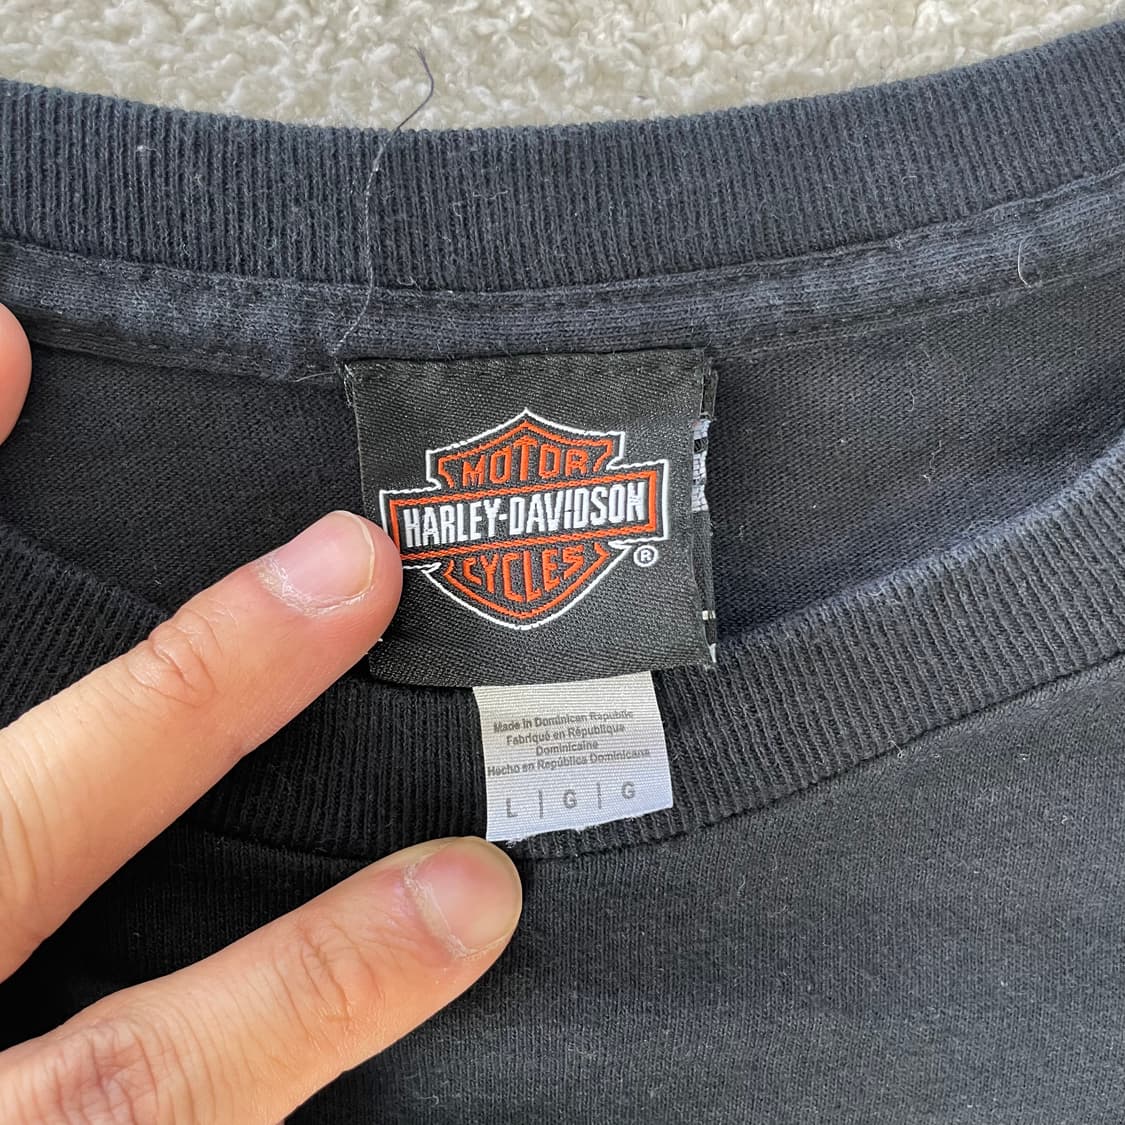 MOTOR
HARLEY-DAVIDSON
CYCLES
®
Made in Dominican Republic
Fabriqué en République
Dominicaine
Hecho en República Dominicana
L | G | G